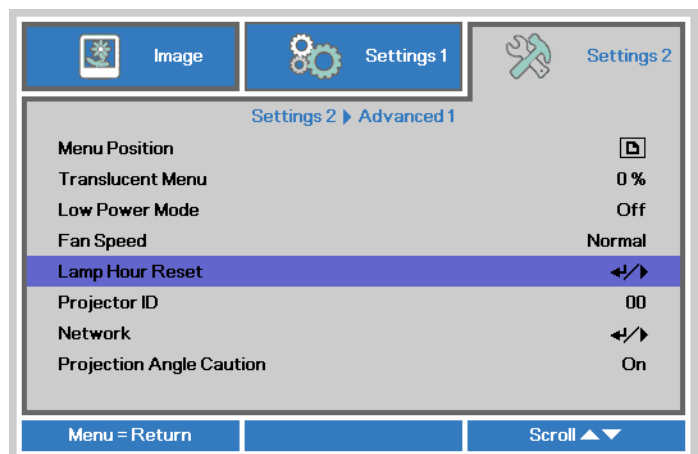 Image
Settings 1
Settings 2
Settings 2 ▶ Advanced 1
Menu Position
Translucent Menu 0 %
Low Power Mode Off
Fan Speed Normal
Lamp Hour Reset ↵/▶
Projector ID 00
Network ↵/▶
Projection Angle Caution On
Menu = Return
Scroll ▲▼